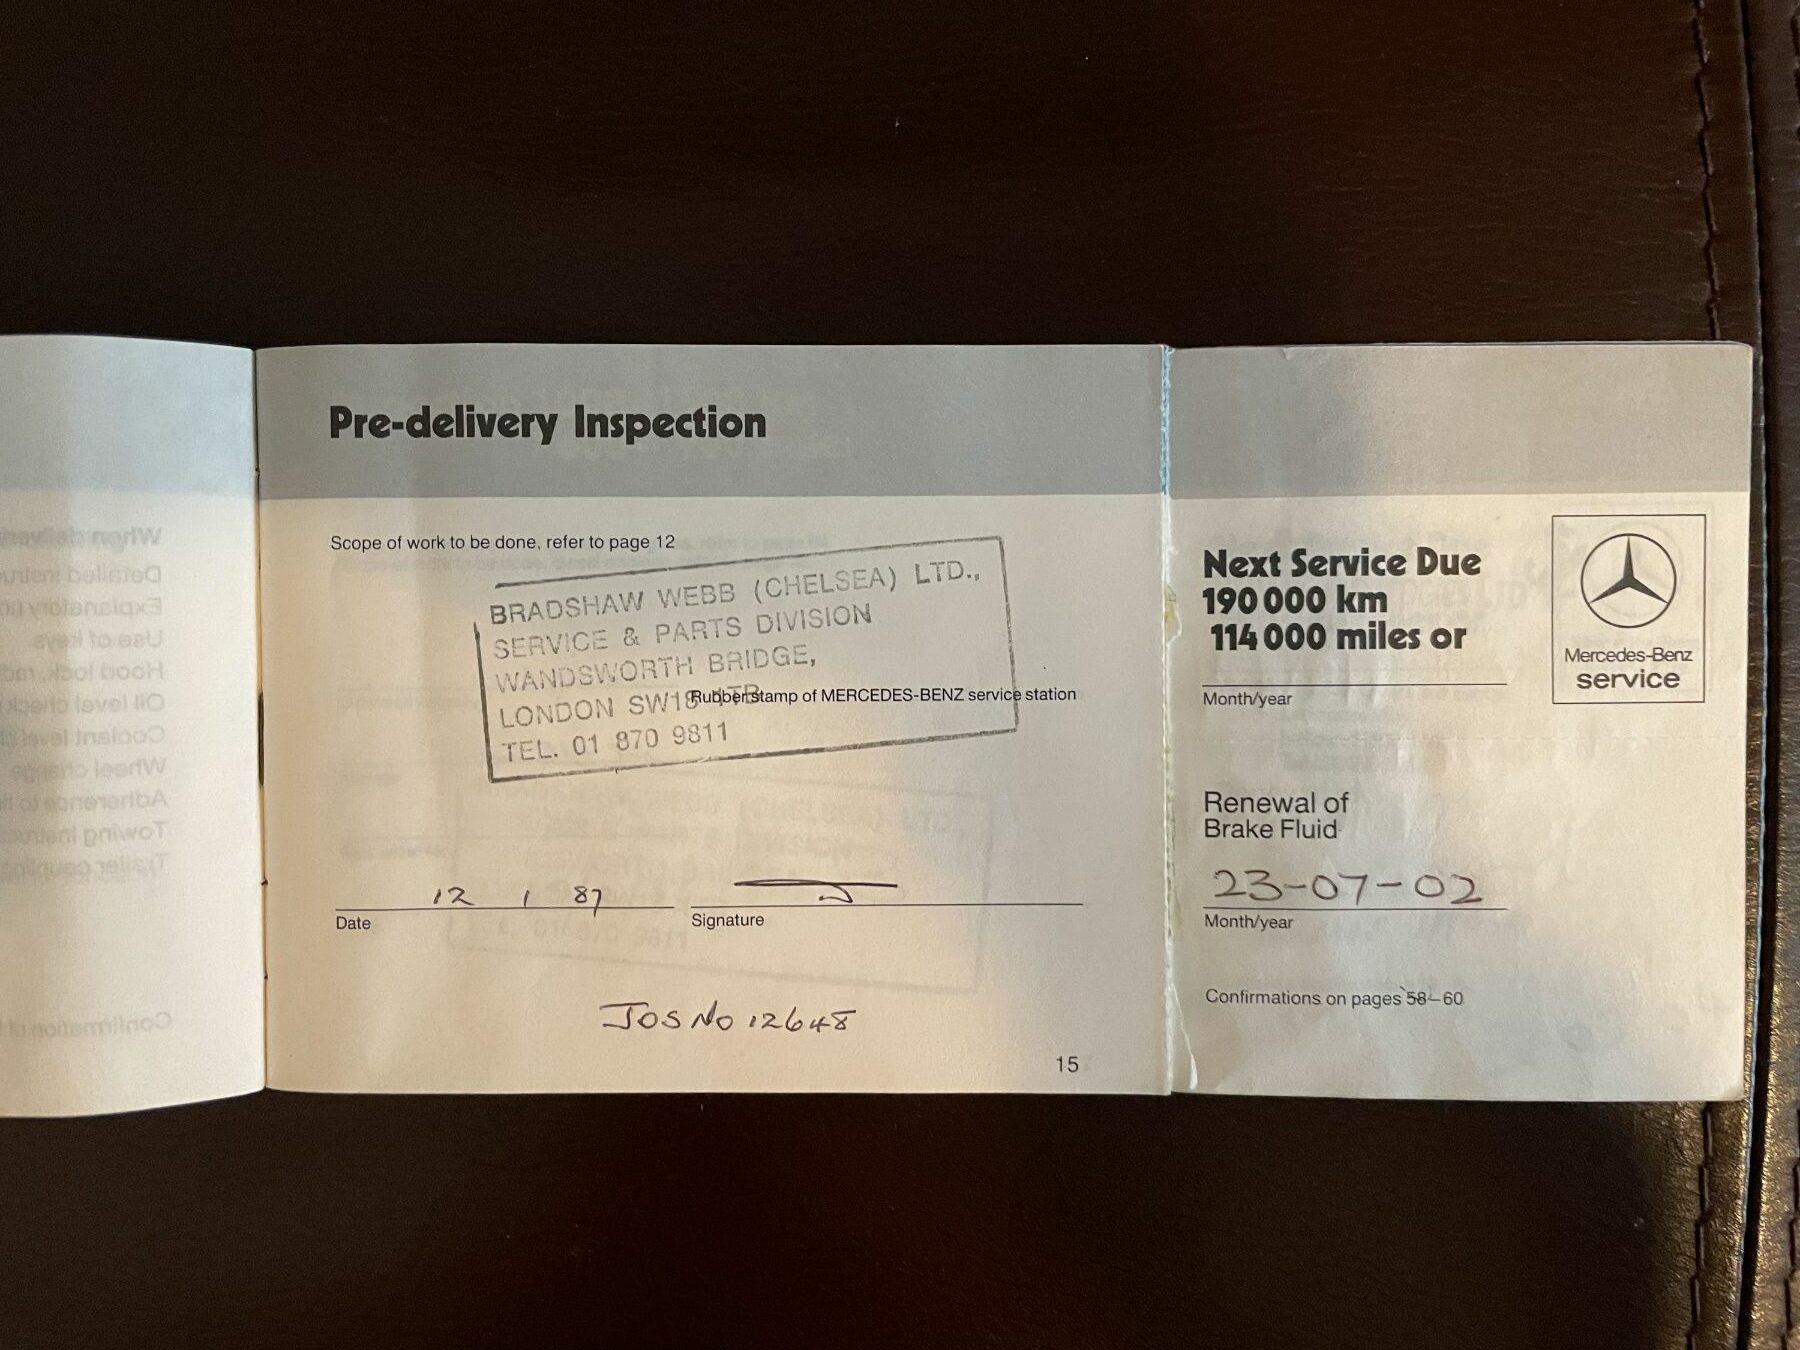 Pre-delivery Inspection
Scope of work to be done, refer to page 12
BRADSHAW WEBB (CHELSEA) LTD.,
SERVICE & PARTS DIVISION
WANDSWORTH BRIDGE,
LONDON SW18 1TB
TEL. 01 870 9811
Rubber stamp of MERCEDES-BENZ service station
12 1 87
Date
Signature
JOS No 12648
15
Next Service Due
190 000 km
114 000 miles or
Month/year
Mercedes-Benz
service
Renewal of
Brake Fluid
23-07-02
Month/year
Confirmations on pages 58-60